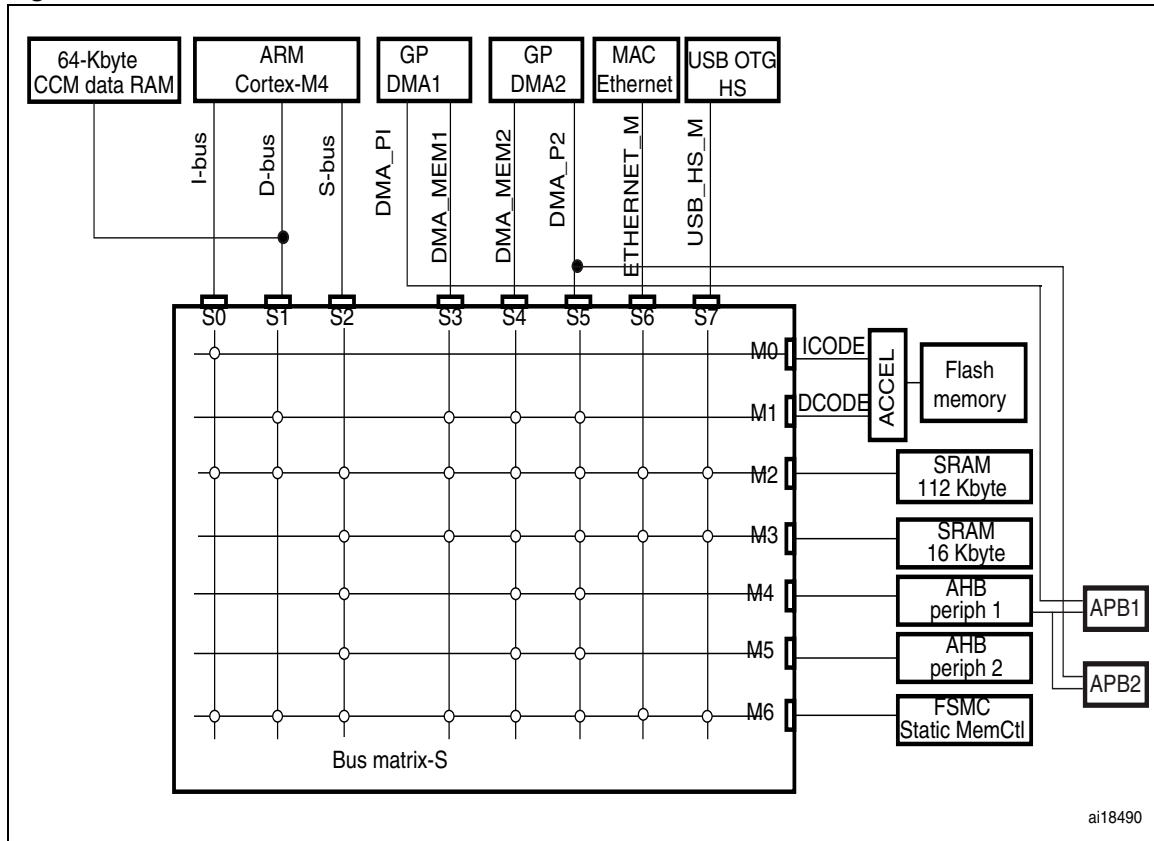 64-Kbyte
CCM data RAM
ARM
Cortex-M4
GP
DMA1
GP
DMA2
MAC
Ethernet
USB OTG
HS
I-bus
D-bus
S-bus
DMA_PI
DMA_MEM1
DMA_MEM2
DMA_P2
ETHERNET_M
USB_HS_M
S0
S1
S2
S3
S4
S5
S6
S7
M0
ICODE
M1
DCODE
ACCEL
Flash
memory
M2
SRAM
112 Kbyte
M3
SRAM
16 Kbyte
M4
AHB
periph 1
APB1
M5
AHB
periph 2
APB2
M6
FSMC
Static MemCtl
Bus matrix-S
ai18490